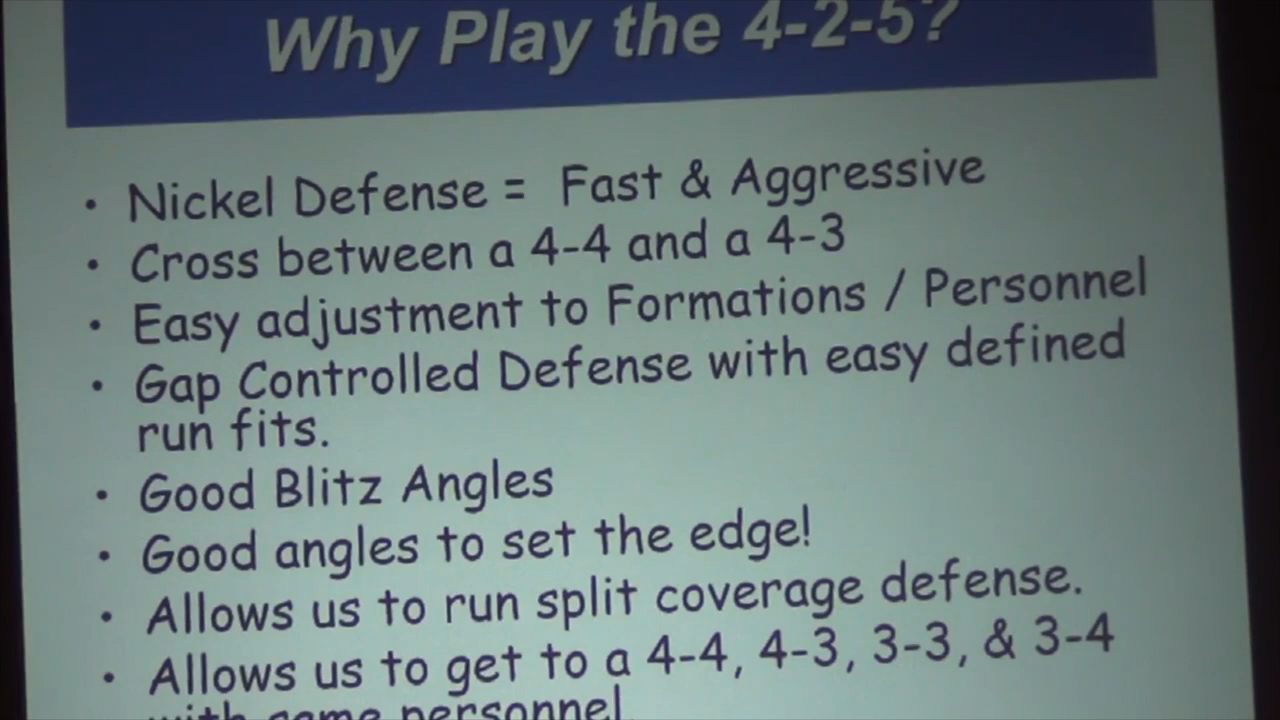 Why Play the 4-2-5?
• Nickel Defense = Fast & Aggressive
• Cross between a 4-4 and a 4-3
• Easy adjustment to Formations / Personnel
• Gap Controlled Defense with easy defined
run fits.
• Good Blitz Angles
• Good angles to set the edge!
• Allows us to run split coverage defense.
• Allows us to get to a 4-4, 4-3, 3-3, & 3-4
with same personnel